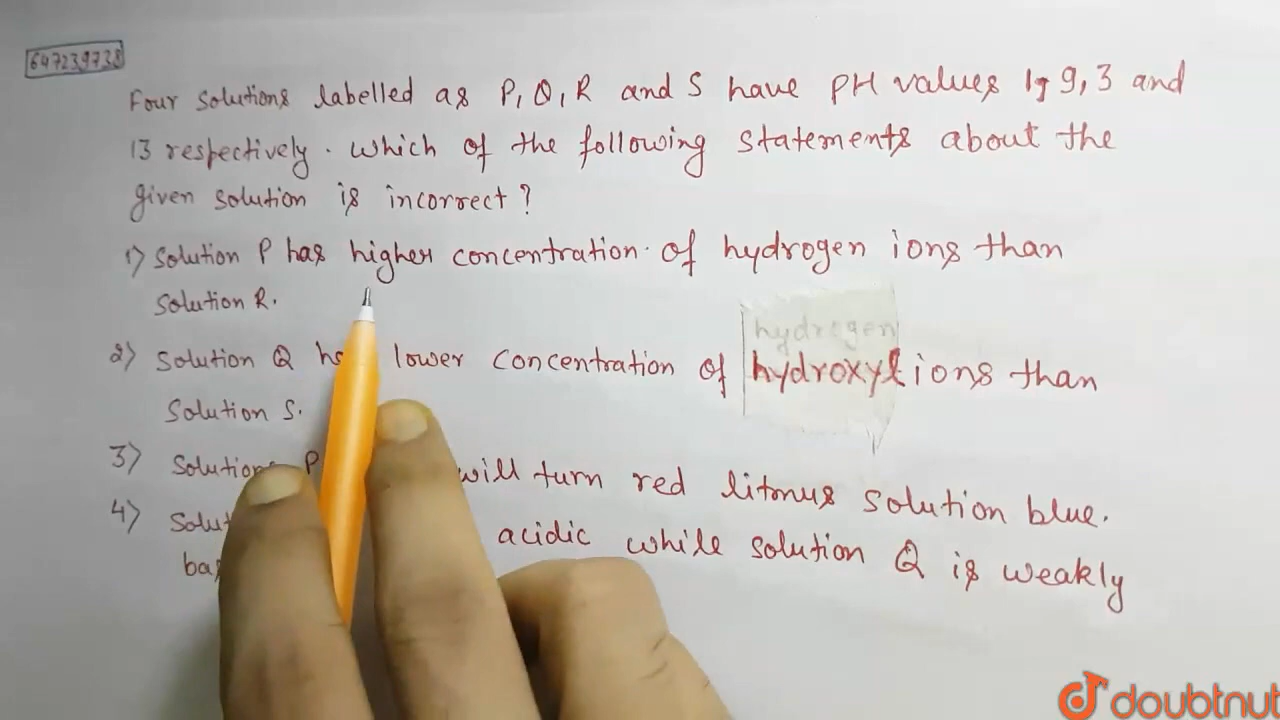 647239738
Four solutions labelled as P, Q, R and S have PH values 1, 9, 3 and
13 respectively. which of the following statements about the
given solution is incorrect?
1) Solution P has higher concentration of hydrogen ions than
Solution R.
hydrogen
2) Solution Q lower concentration of hydroxyl ions than
Solution S.
3) Solutions P will turn red litmus solution blue.
4) acidic while solution Q is weakly
doubtnut